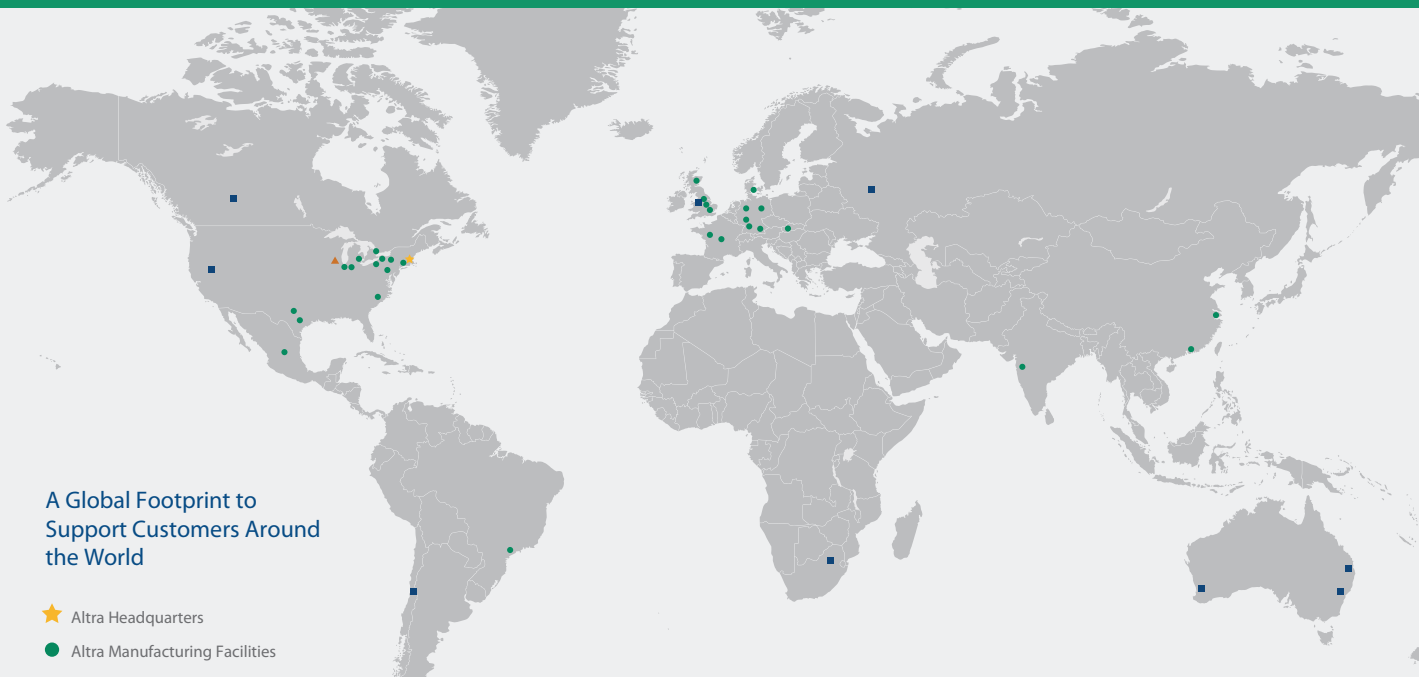 A Global Footprint to
Support Customers Around
the World
Altra Headquarters
Altra Manufacturing Facilities